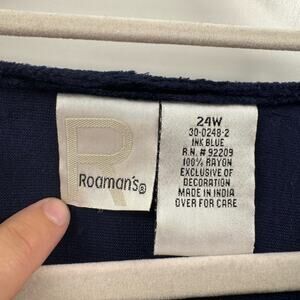 R
Roaman's®
24W
30-0248-2
INK BLUE
R.N. # 92209
100% RAYON
EXCLUSIVE OF
DECORATION
MADE IN INDIA
OVER FOR CARE